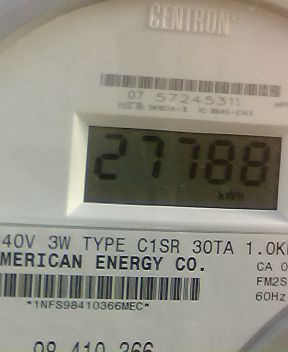 CENTRON
07 57245311
27788
kWh
40V 3W TYPE C1SR 30TA 1.0K
MERICAN ENERGY CO.
CA 0
FM2S
60Hz
*1NFS98410366MEC*
98 410 366